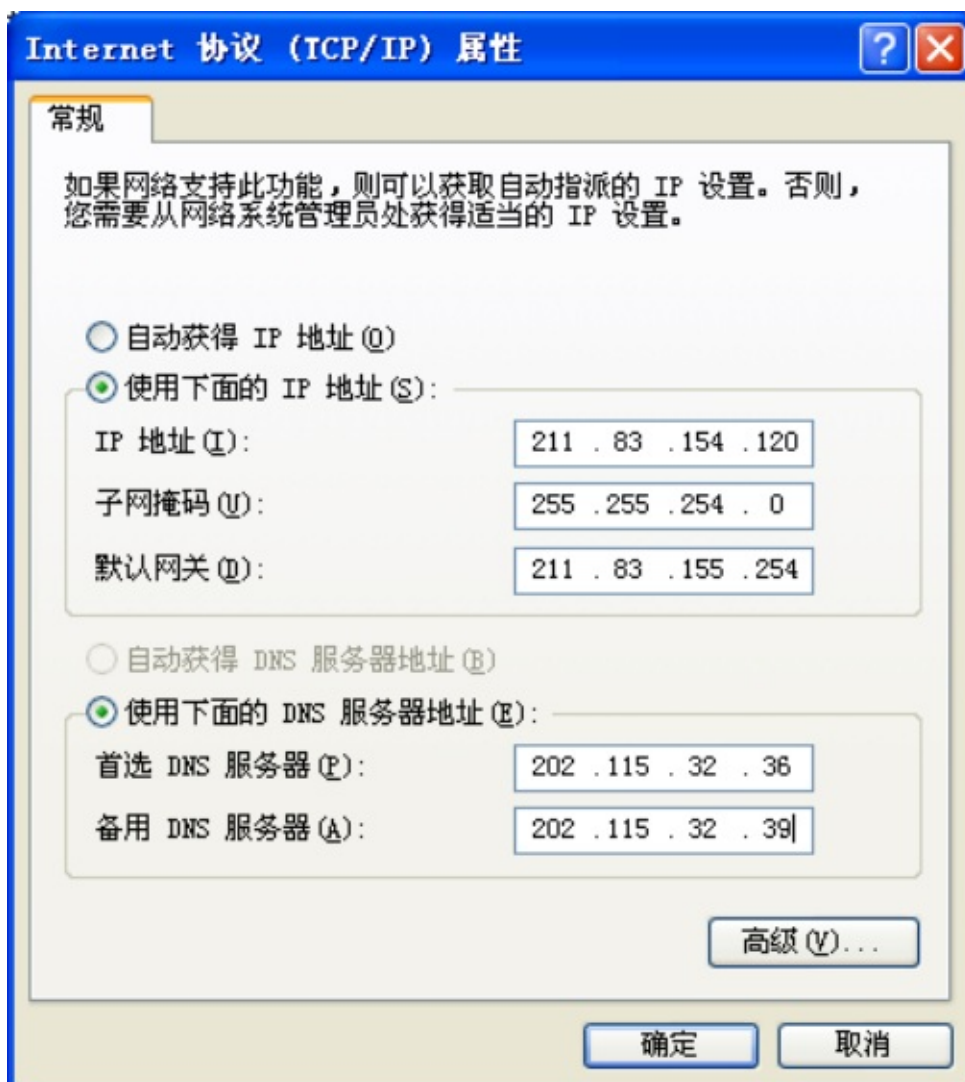 Internet 协议 (TCP/IP) 属性
常规
如果网络支持此功能，则可以获取自动指派的 IP 设置。否则，
您需要从网络系统管理员处获得适当的 IP 设置。
自动获得 IP 地址(O)
使用下面的 IP 地址(S):
IP 地址(I): 211 . 83 .154 .120
子网掩码(U): 255 .255 .254 . 0
默认网关(D): 211 . 83 .155 .254
自动获得 DNS 服务器地址(B)
使用下面的 DNS 服务器地址(E):
首选 DNS 服务器(P): 202 .115 . 32 . 36
备用 DNS 服务器(A): 202 .115 . 32 . 39
高级(V)...
确定 取消